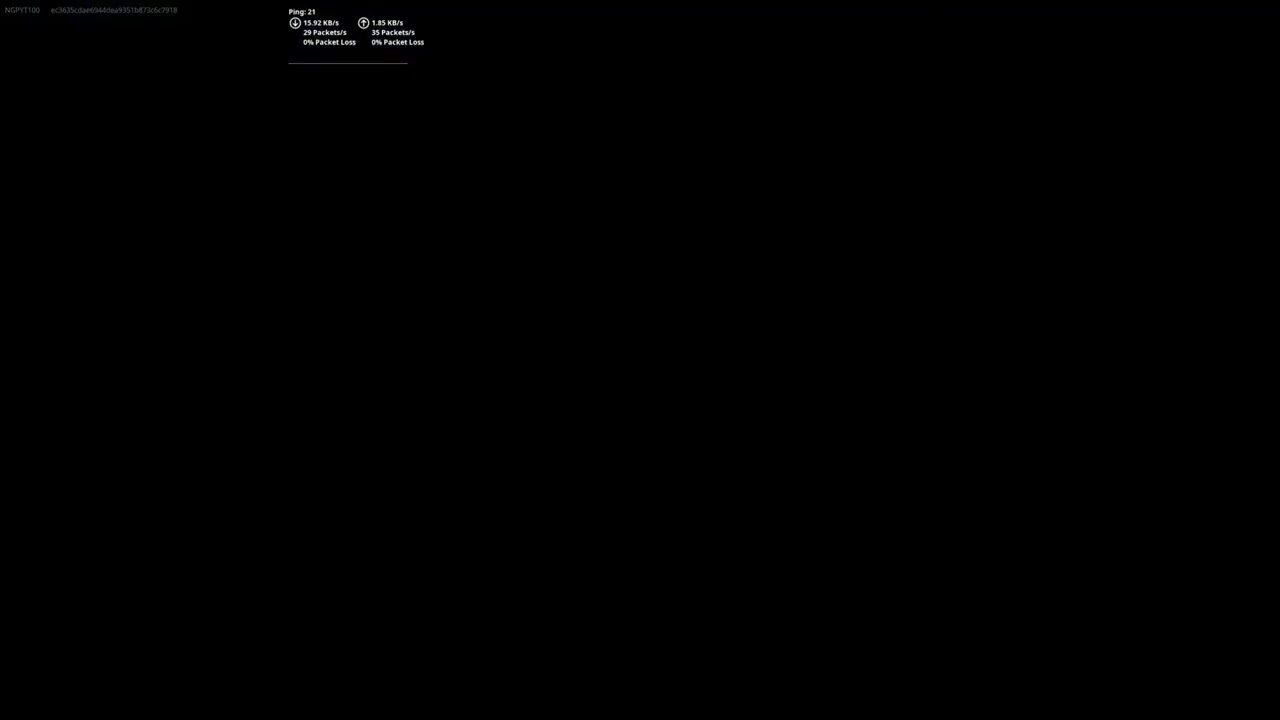 NGPYT100 ec3635cdae6944dea9351b873c6c7918
Ping: 21
15.92 KB/s 1.85 KB/s
29 Packets/s 35 Packets/s
0% Packet Loss 0% Packet Loss